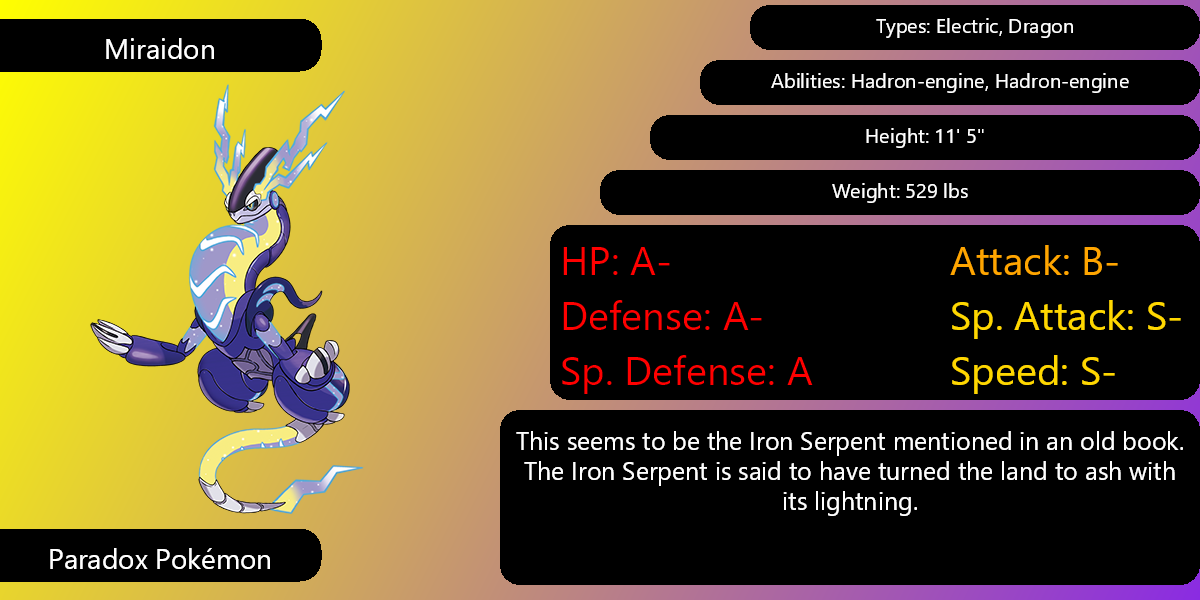 Miraidon
Types: Electric, Dragon
Abilities: Hadron-engine, Hadron-engine
Height: 11' 5"
Weight: 529 lbs
HP: A-
Attack: B-
Defense: A-
Sp. Attack: S-
Sp. Defense: A
Speed: S-
This seems to be the Iron Serpent mentioned in an old book.
The Iron Serpent is said to have turned the land to ash with
its lightning.
Paradox Pokémon